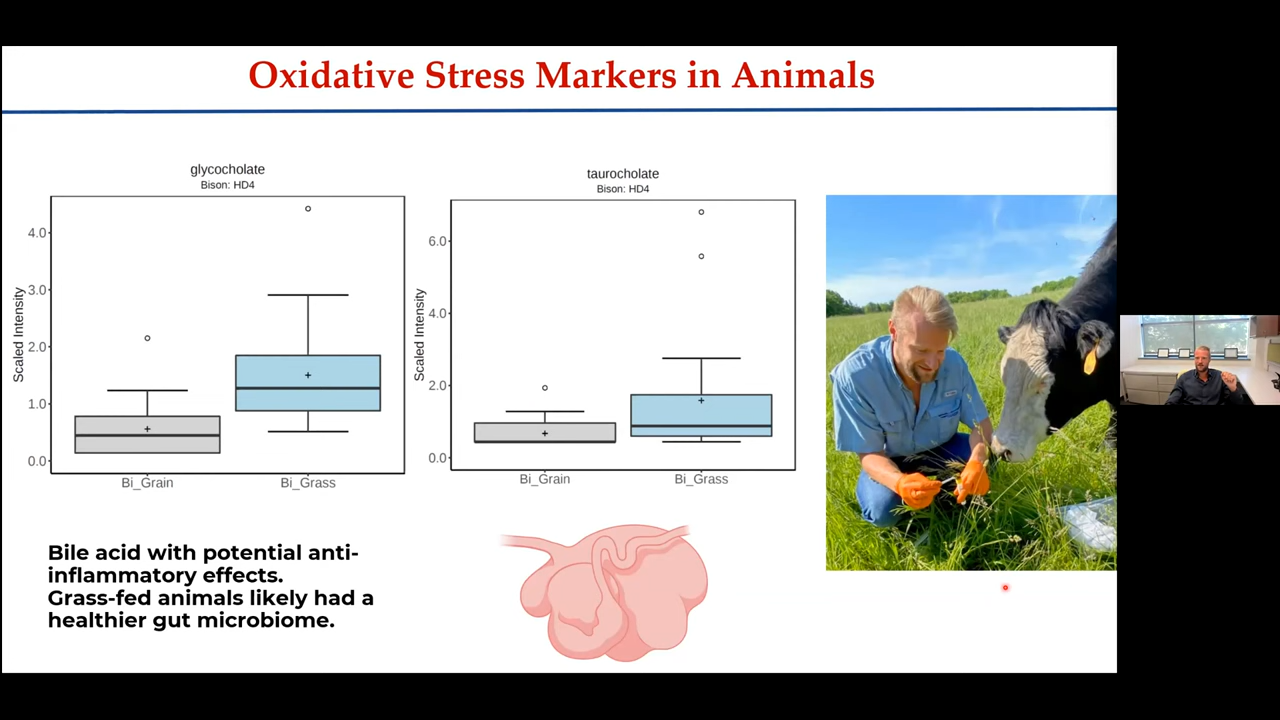 Oxidative Stress Markers in Animals
glycocholate
Bison: HD4
Scaled Intensity
4.0
3.0
2.0
1.0
0.0
Bi_Grain
Bi_Grass
taurocholate
Bison: HD4
Scaled Intensity
6.0
4.0
2.0
0.0
Bi_Grain
Bi_Grass
Bile acid with potential anti-
inflammatory effects.
Grass-fed animals likely had a
healthier gut microbiome.